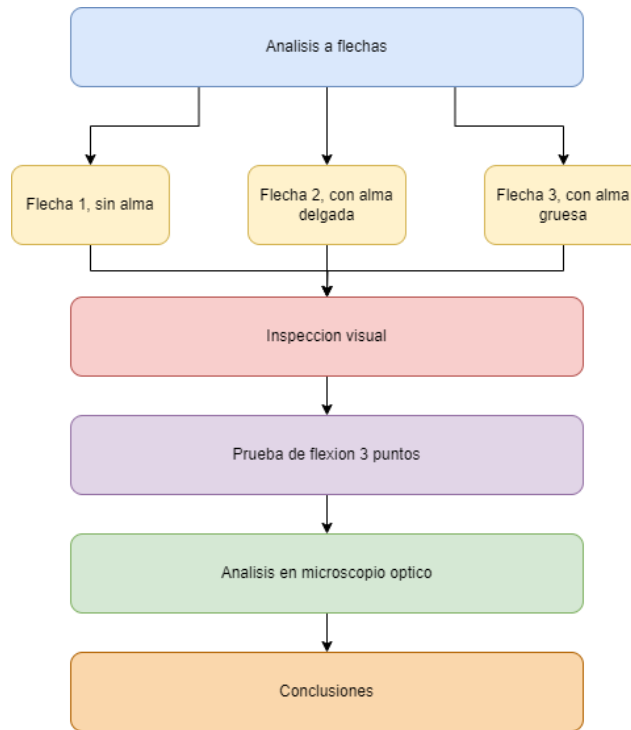 Analisis a flechas
Flecha 1, sin alma
Flecha 2, con alma
delgada
Flecha 3, con alma
gruesa
Inspeccion visual
Prueba de flexion 3 puntos
Analisis en microscopio optico
Conclusiones